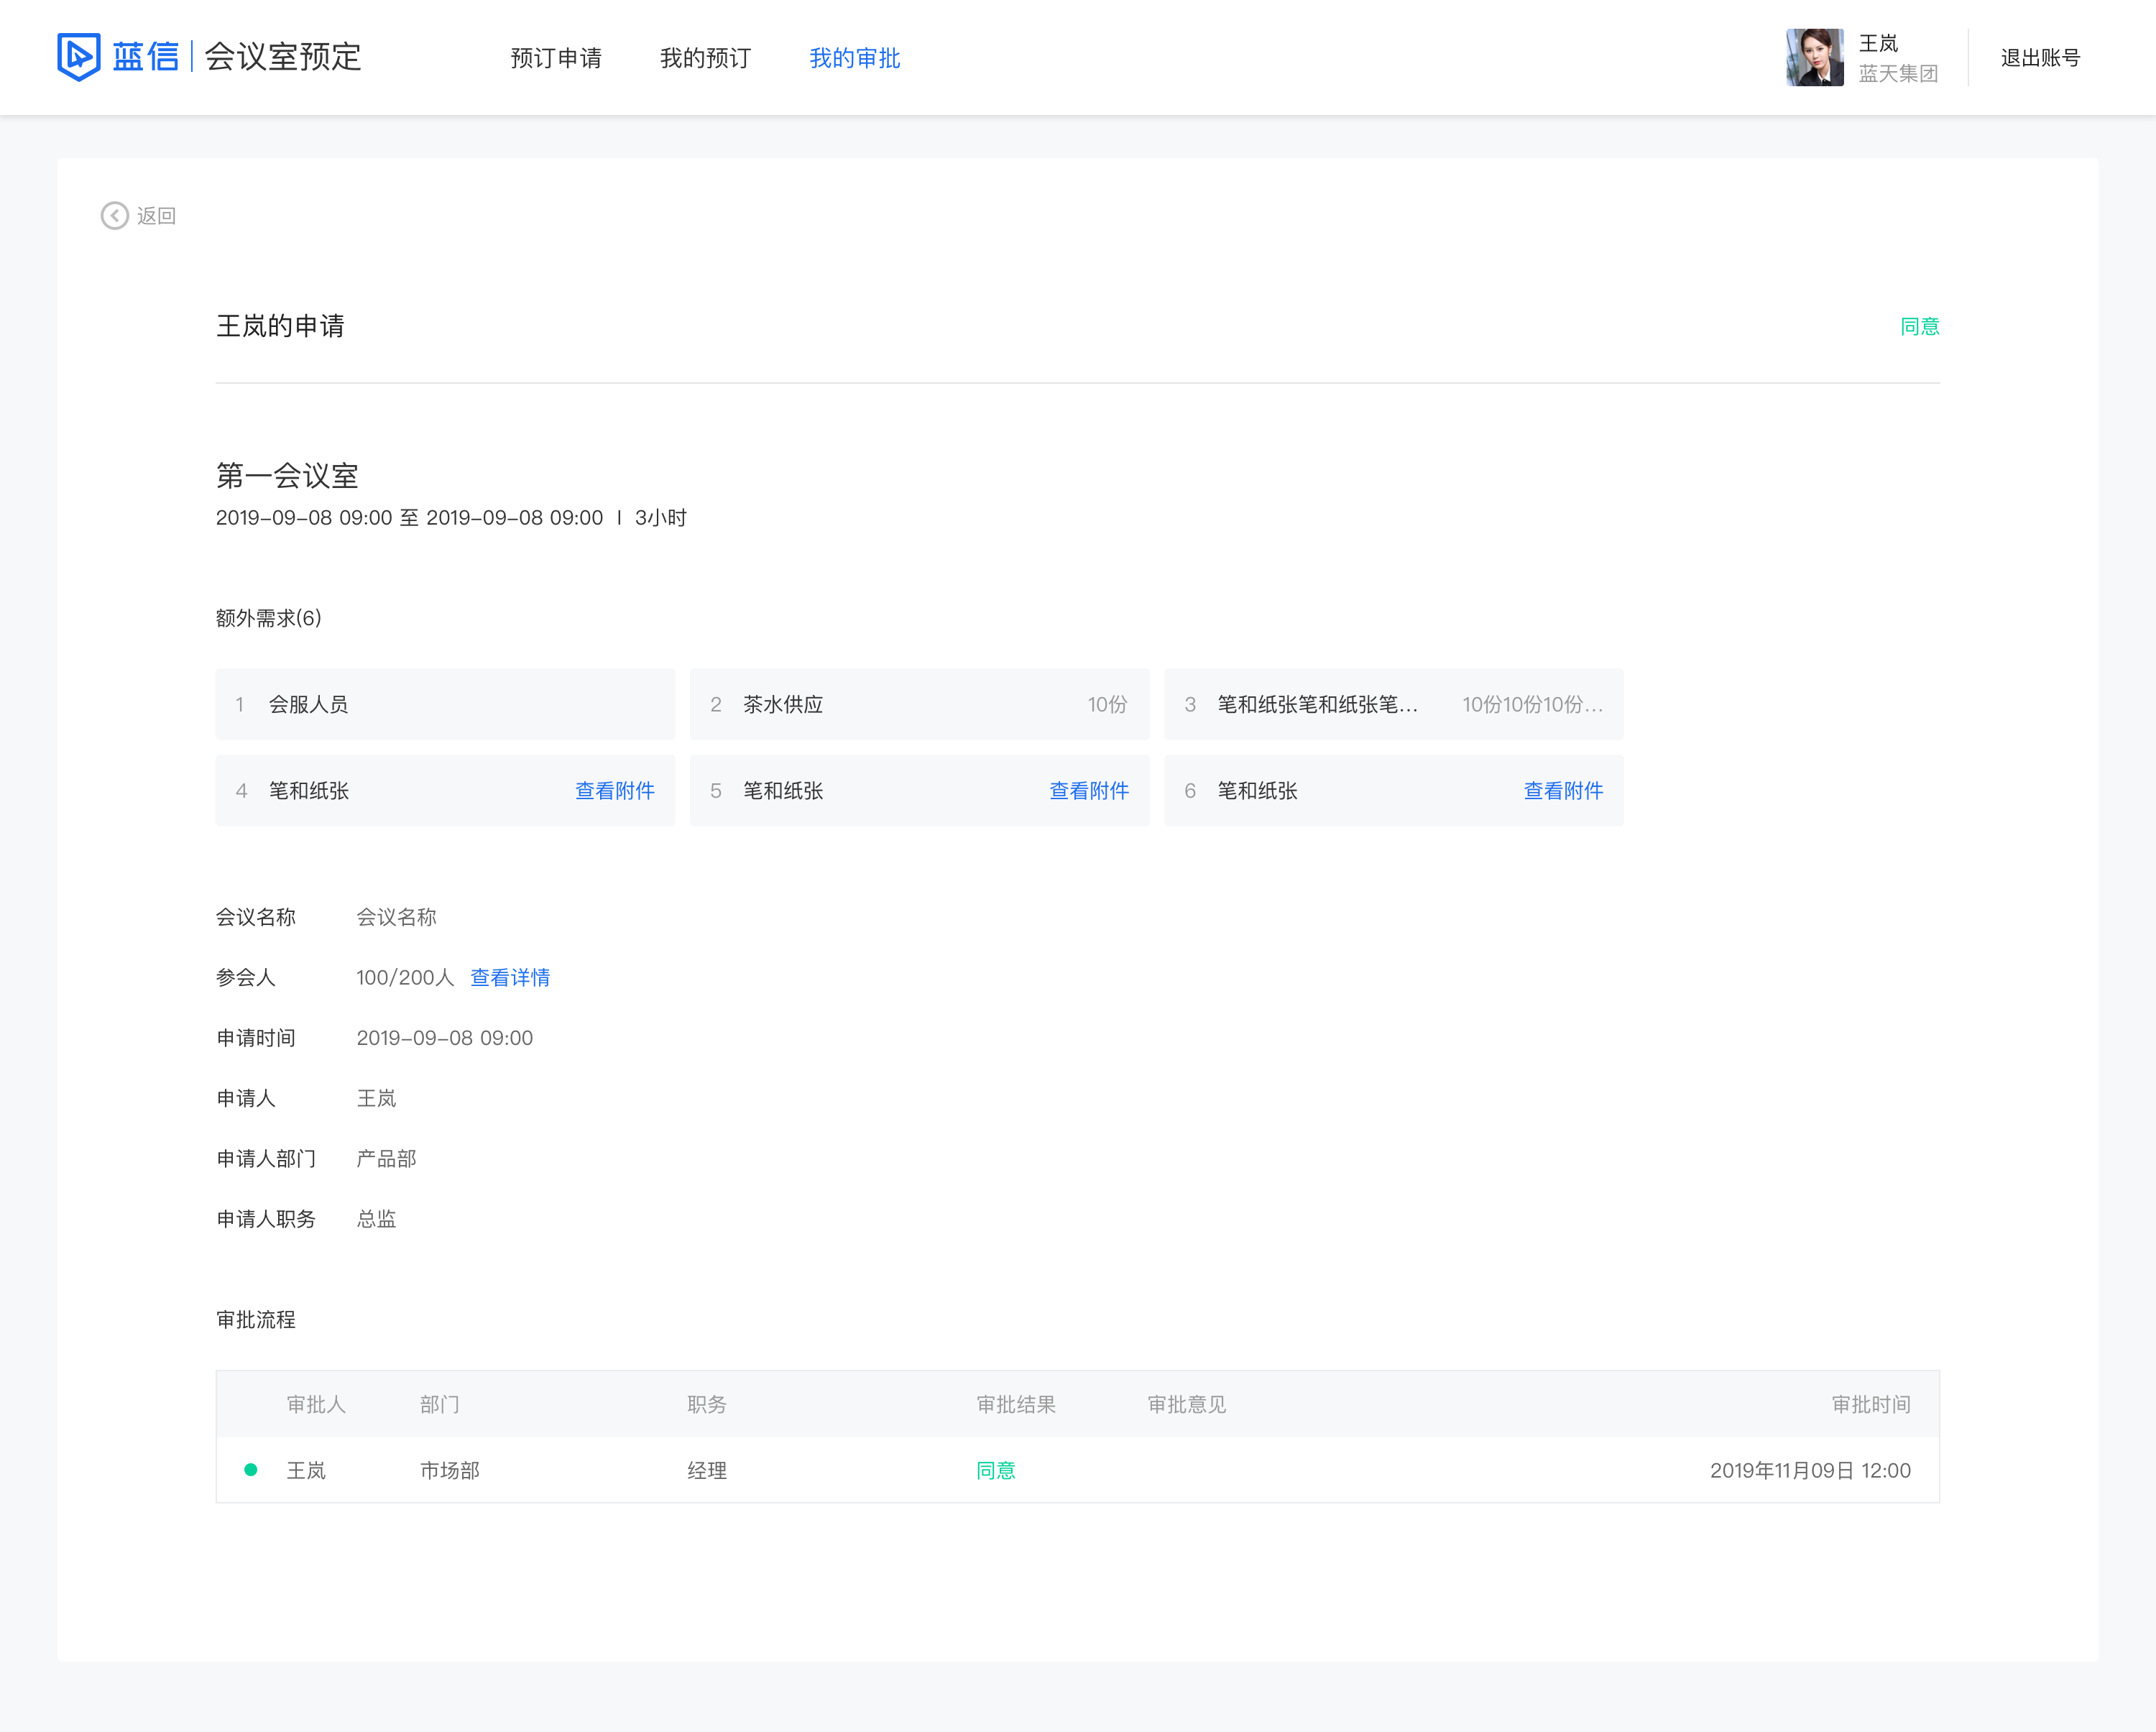 蓝信 会议室预定 预订申请 我的预订 我的审批 王岚 退出账号
蓝天集团
返回
王岚的申请 同意
第一会议室
2019-09-08 09:00 至 2019-09-08 09:00 I 3小时
额外需求(6)
1 会服人员 2 茶水供应 10份 3 笔和纸张笔和纸张笔... 10份10份10份...
4 笔和纸张 查看附件 5 笔和纸张 查看附件 6 笔和纸张 查看附件
会议名称 会议名称
参会人 100/200人 查看详情
申请时间 2019-09-08 09:00
申请人 王岚
申请人部门 产品部
申请人职务 总监
审批流程
审批人 部门 职务 审批结果 审批意见 审批时间
王岚 市场部 经理 同意 2019年11月09日 12:00